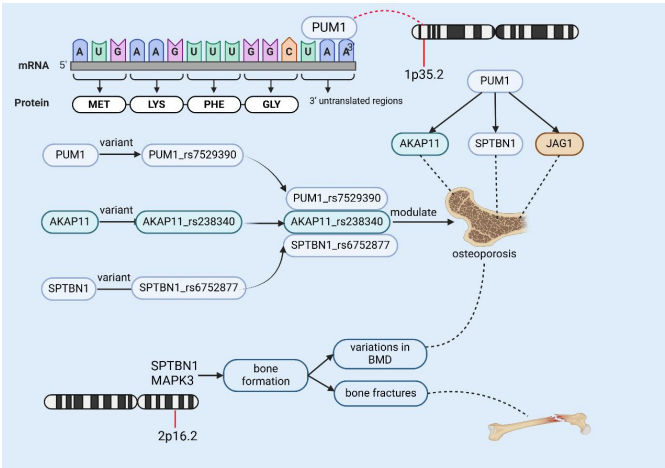 PUM1
A U G A A G U U U G G C U A A
3'
mRNA 5'
1p35.2
Protein MET LYS PHE GLY 3' untranslated regions
PUM1
AKAP11 SPTBN1 JAG1
PUM1 variant PUM1_rs7529390
PUM1_rs7529390
AKAP11 variant AKAP11_rs238340 AKAP11_rs238340 modulate
SPTBN1_rs6752877
osteoporosis
SPTBN1 variant SPTBN1_rs6752877
variations in
BMD
SPTBN1
MAPK3
bone
formation
bone fractures
2p16.2